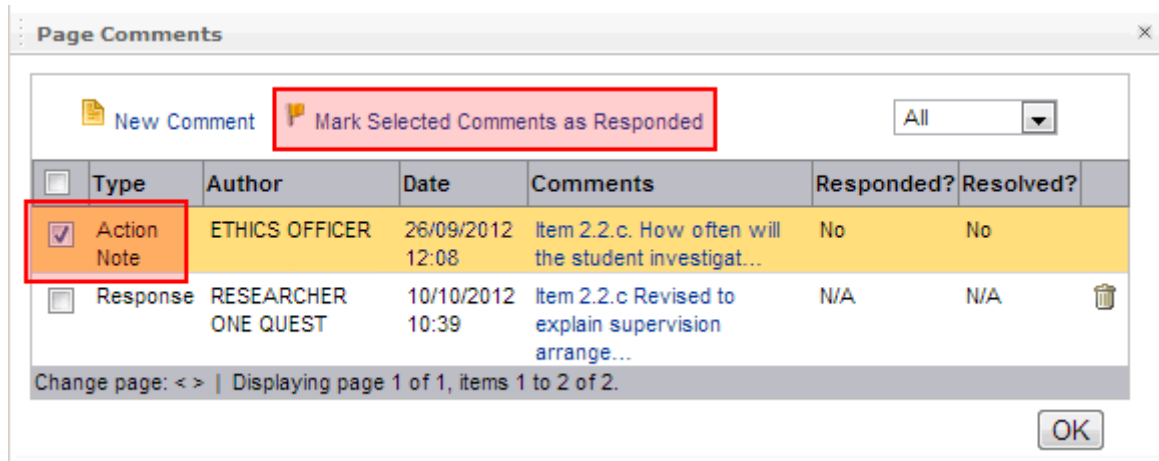 Page Comments
New Comment Mark Selected Comments as Responded All
Type Author Date Comments Responded? Resolved?
Action Note ETHICS OFFICER 26/09/2012 12:08 Item 2.2.c. How often will the student investigat... No No
Response RESEARCHER ONE QUEST 10/10/2012 10:39 Item 2.2.c Revised to explain supervision arrange... N/A N/A
Change page: < > | Displaying page 1 of 1, items 1 to 2 of 2.
OK